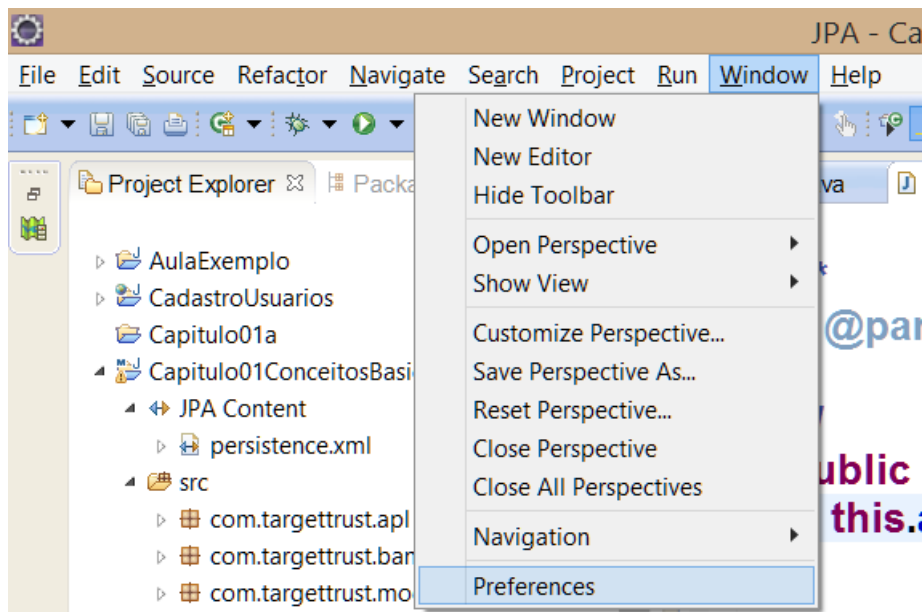 JPA - Ca
File Edit Source Refactor Navigate Search Project Run Window Help
Project Explorer Packa
va
New Window
New Editor
Hide Toolbar
Open Perspective
Show View
Customize Perspective...
Save Perspective As...
Reset Perspective...
Close Perspective
Close All Perspectives
Navigation
Preferences
AulaExemplo
CadastroUsuarios
Capitulo01a
Capitulo01ConceitosBasi
JPA Content
persistence.xml
src
com.targettrust.apl
com.targettrust.ban
com.targettrust.mo
*
@par
ublic
this.a